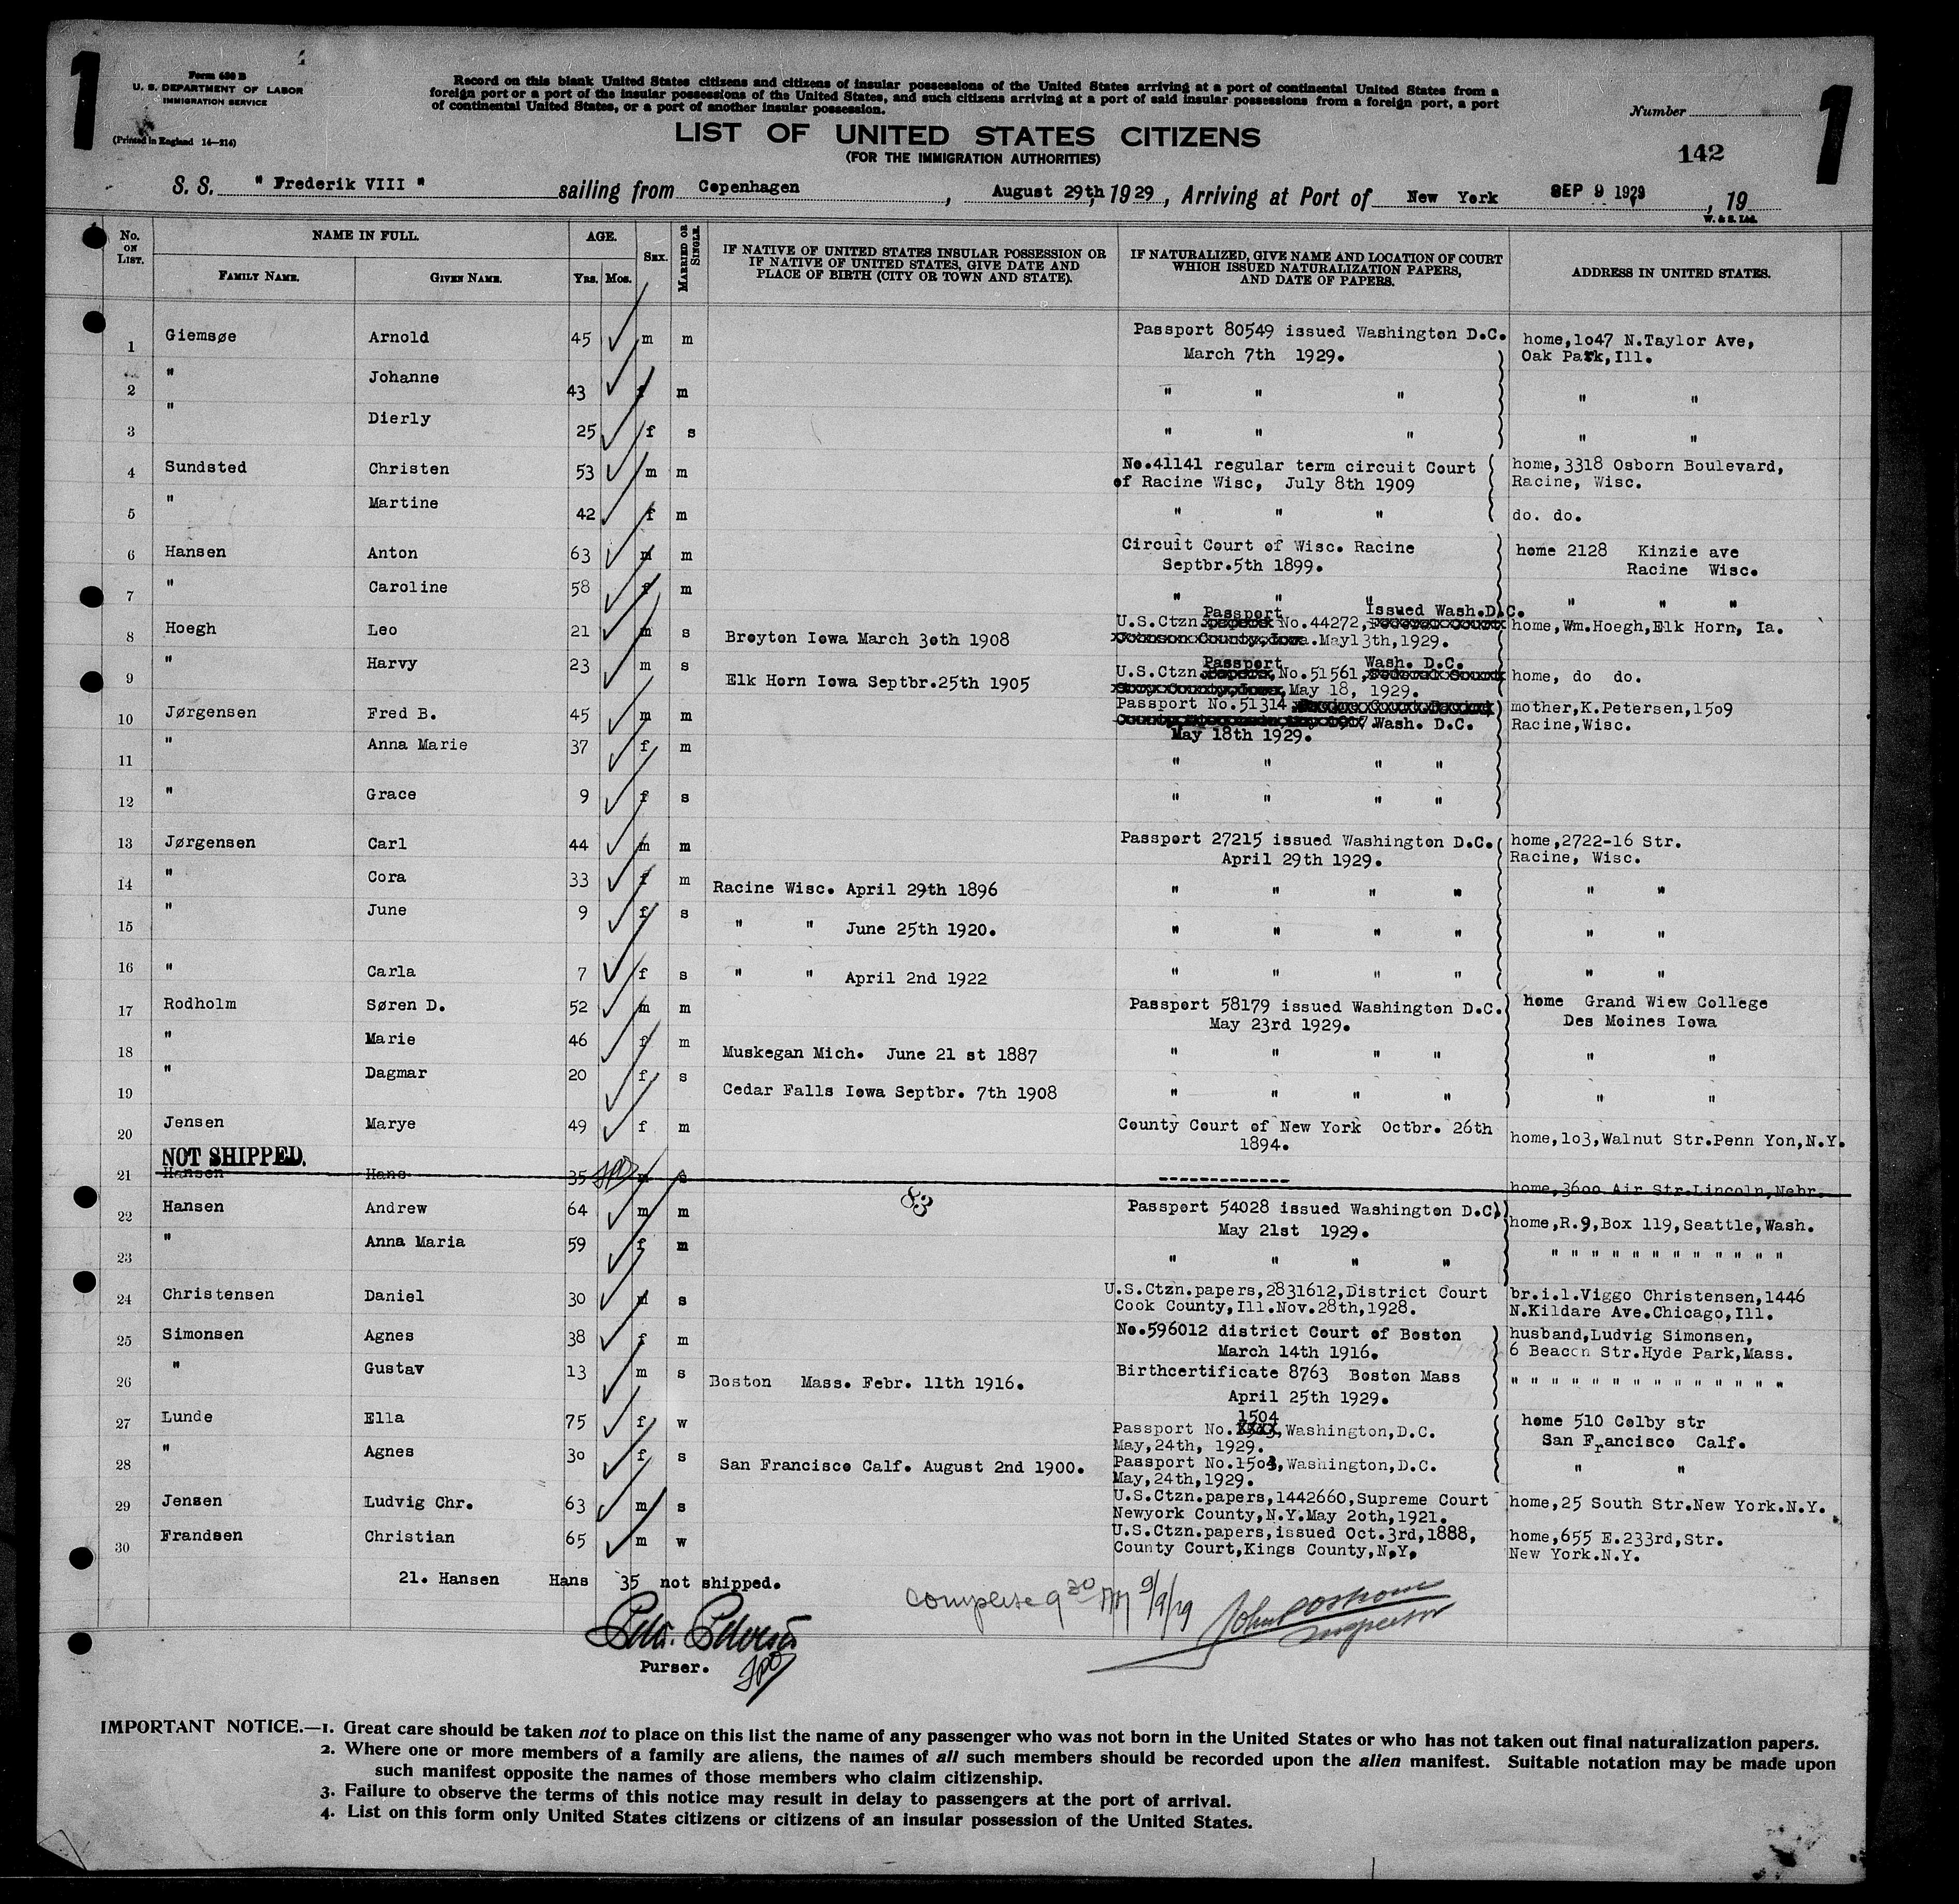 1
Form 630 B
U. S. DEPARTMENT OF LABOR
IMMIGRATION SERVICE
(Printed in England 14—214)
Record on this blank United States citizens and citizens of insular possessions of the United States arriving at a port of continental United States from a
foreign port or a port of the insular possessions of the United States, and such citizens arriving at a port of said insular possessions from a foreign port, a port
of continental United States, or a port of another insular possession.
LIST OF UNITED STATES CITIZENS
(FOR THE IMMIGRATION AUTHORITIES)
Number
142
1
S. S. " Frederik VIII " sailing from Copenhagen , August 29th, 1929 , Arriving at Port of New York SEP 9 1929 , 19
W. & S. Ltd.
No. ON LIST. NAME IN FULL. FAMILY NAME. GIVEN NAME. AGE. YRS. MOS. SEX. MARRIED OR SINGLE. IF NATIVE OF UNITED STATES INSULAR POSSESSION OR IF NATIVE OF UNITED STATES, GIVE DATE AND PLACE OF BIRTH (CITY OR TOWN AND STATE). IF NATURALIZED, GIVE NAME AND LOCATION OF COURT WHICH ISSUED NATURALIZATION PAPERS, AND DATE OF PAPERS. ADDRESS IN UNITED STATES.
1 Giemsøe Arnold 45 m m Passport 80549 issued Washington D.C. home,1o47 N.Taylor Ave,
March 7th 1929. Oak Park,Ill.
2 " Johanne 43 f m " " " " "
3 " Dierly 25 f s " " " " "
4 Sundsted Christen 53 m m No.41141 regular term circuit Court home,3318 Osborn Boulevard,
of Racine Wisc, July 8th 1909 Racine, Wisc.
5 " Martine 42 f m " " " do. do.
6 Hansen Anton 63 m m Circuit Court of Wisc. Racine home 2128 Kinzie ave
Septbr.5th 1899. Racine Wisc.
7 " Caroline 58 f m " " " " " "
Passport Issued Wash.D.C.
8 Hoegh Leo 21 m s Breyton Iowa March 3oth 1908 U.S.Ctzn No.44272, home,Wm.Hoegh,Elk Horn, Ia.
.May13th,1929.
Passport Wash. D.C.
9 " Harvy 23 m s Elk Horn Iowa Septbr.25th 1905 U.S.Ctzn No.51561, home, do do.
May 18, 1929.
10 Jørgensen Fred B. 45 m m Passport No.51314 mother,K.Petersen,15o9
Wash. D.C. Racine,Wisc.
May 18th 1929.
11 " Anna Marie 37 f m " " " "
12 " Grace 9 f s " " " "
13 Jørgensen Carl 44 m m Passport 27215 issued Washington D.C. home,2722-16 Str.
April 29th 1929. Racine, Wisc.
14 " Cora 33 f m Racine Wisc. April 29th 1896 " " " " " "
15 " June 9 f s " " June 25th 1920. " " " " " "
16 " Carla 7 f s " " April 2nd 1922 " " " " " "
17 Rodholm Søren D. 52 m m Passport 58179 issued Washington D.C. home Grand Wiew College
May 23rd 1929. Des Moines Iowa
18 " Marie 46 f m Muskegan Mich. June 21 st 1887 " " " " " "
19 " Dagmar 20 f s Cedar Falls Iowa Septbr. 7th 1908 " " " " " "
20 Jensen Marye 49 f m County Court of New York Octbr. 26th home,1o3,Walnut Str.Penn Yon,N.Y.
1894.
NOT SHIPPED.
21 Hansen Hans 35 m s ------------- home,36oo Air Str.Lincoln,Nebr.
83
22 Hansen Andrew 64 m m Passport 54028 issued Washington D.C. home,R.9,Box 119,Seattle,Wash.
May 21st 1929.
23 " Anna Maria 59 f m " " " " " " " " " " " " " " " "
24 Christensen Daniel 30 m s U.S.Ctzn.papers,2831612,District Court br.i.l.Viggo Christensen,1446
Cook County,Ill.Nov.28th,1928. N.Kildare Ave.Chicago,Ill.
25 Simonsen Agnes 38 f m No.596012 district Court of Boston husband,Ludvig Simonsen,
March 14th 1916. 6 Beacon Str.Hyde Park,Mass.
26 " Gustav 13 m s Boston Mass. Febr. 11th 1916. Birthcertificate 8763 Boston Mass " " " " " " " " " " " " " "
April 25th 1929.
1504
27 Lunde Ella 75 f w Passport No. ,Washington,D.C. home 510 Colby str
May,24th, 1929. San Francisco Calf.
28 " Agnes 3o f s San Francisco Calf. August 2nd 1900. Passport No.1503,Washington,D.C. " "
May,24th,1929.
29 Jensen Ludvig Chr. 63 m s U.S.Ctzn.papers,1442660,Supreme Court home,25 South Str.New York.N.Y.
Newyork County,N.Y.May 2oth,1921.
30 Frandsen Christian 65 m w U.S.Ctzn.papers,issued Oct.3rd,1888, home,655 E.233rd,Str.
County Court,Kings County,N.Y, New York.N.Y.
21. Hansen Hans 35 not shipped.
Complete 9 30 AM 9/9/29
John
Inspector
Purser.
IMPORTANT NOTICE.—1. Great care should be taken not to place on this list the name of any passenger who was not born in the United States or who has not taken out final naturalization papers.
2. Where one or more members of a family are aliens, the names of all such members should be recorded upon the alien manifest. Suitable notation may be made upon
such manifest opposite the names of those members who claim citizenship.
3. Failure to observe the terms of this notice may result in delay to passengers at the port of arrival.
4. List on this form only United States citizens or citizens of an insular possession of the United States.